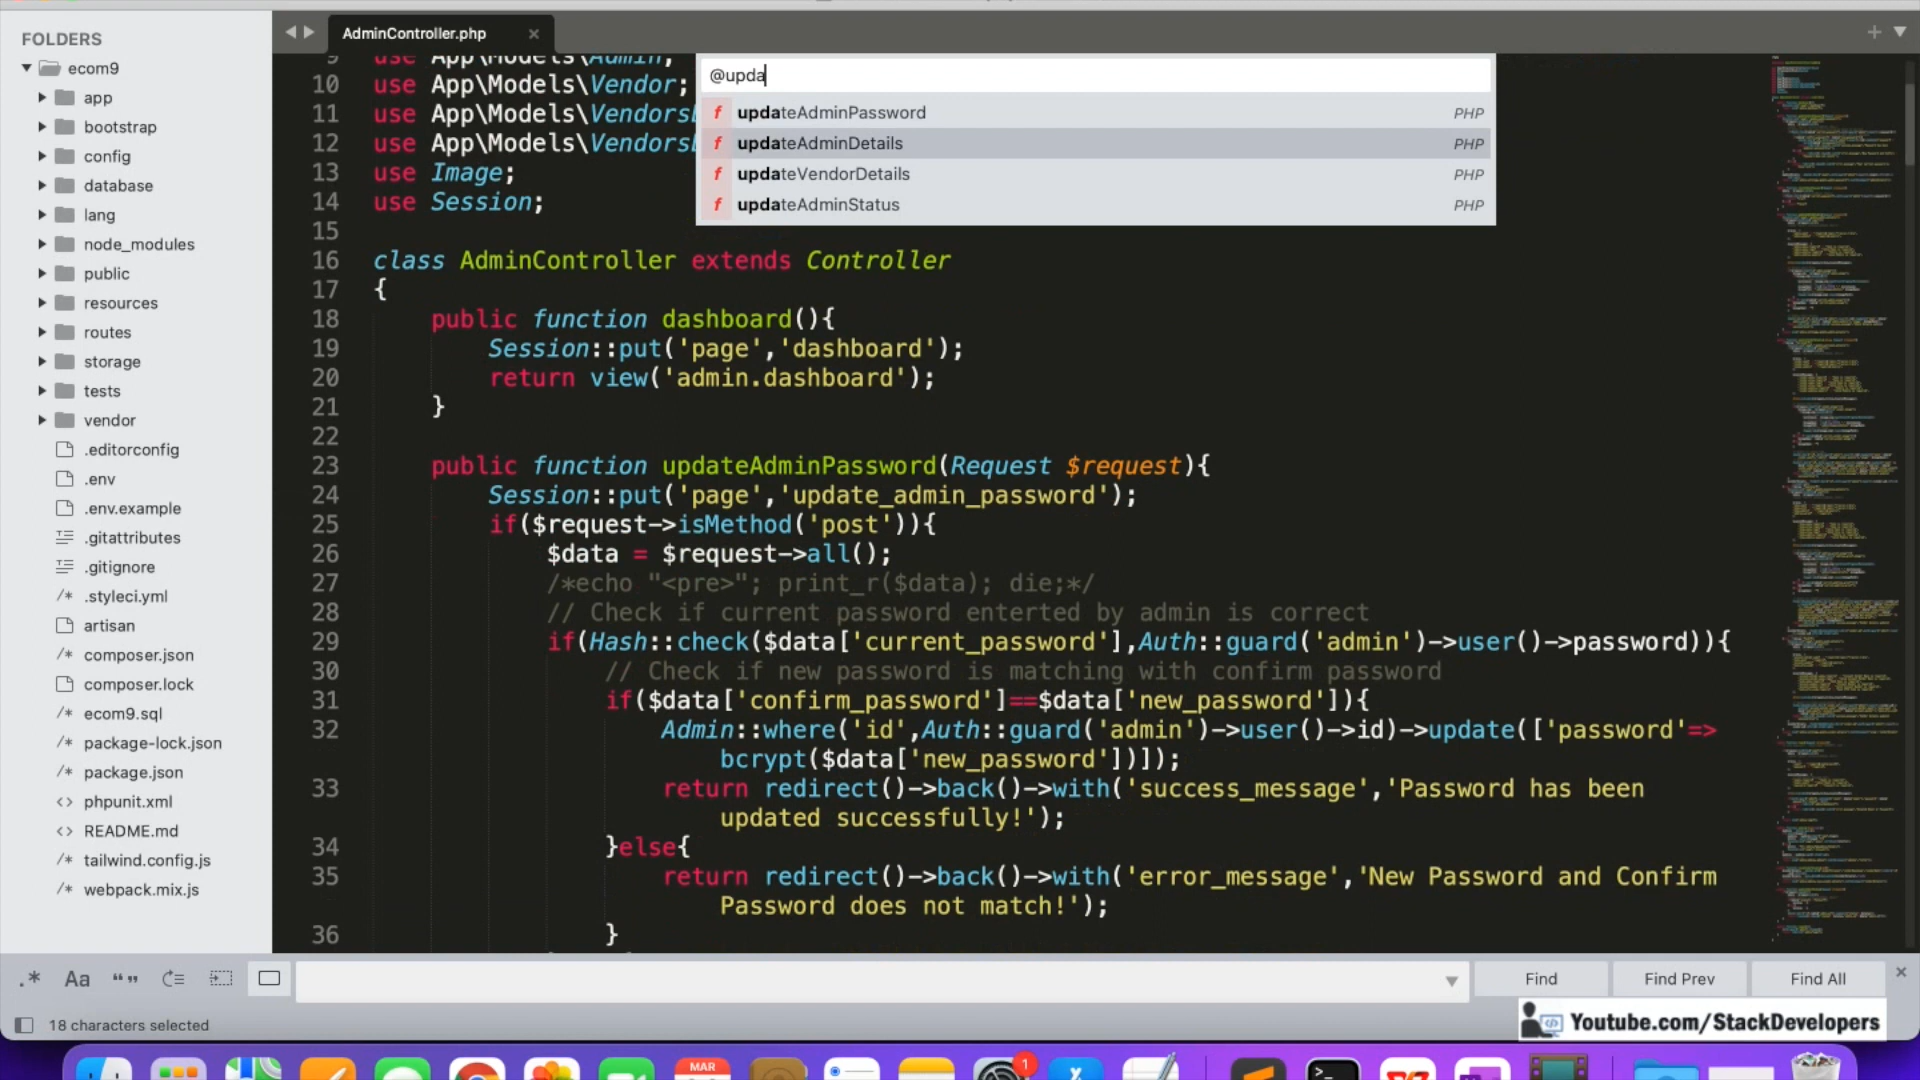 FOLDERS
ecom9
app
bootstrap
config
database
lang
node_modules
public
resources
routes
storage
tests
vendor
.editorconfig
.env
.env.example
.gitattributes
.gitignore
/* .styleci.yml
artisan
/* composer.json
composer.lock
/* ecom9.sql
/* package-lock.json
/* package.json
<> phpunit.xml
<> README.md
/* tailwind.config.js
/* webpack.mix.js
AdminController.php ×
@upda
f updateAdminPassword PHP
f updateAdminDetails PHP
f updateVendorDetails PHP
f updateAdminStatus PHP
9 use App\Models\Admin;
10 use App\Models\Vendor;
11 use App\Models\Vendors
12 use App\Models\Vendors
13 use Image;
14 use Session;
15
16 class AdminController extends Controller
17 {
18 public function dashboard(){
19 Session::put('page','dashboard');
20 return view('admin.dashboard');
21 }
22
23 public function updateAdminPassword(Request $request){
24 Session::put('page','update_admin_password');
25 if($request->isMethod('post')){
26 $data = $request->all();
27 /*echo "<pre>"; print_r($data); die;*/
28 // Check if current password enterted by admin is correct
29 if(Hash::check($data['current_password'],Auth::guard('admin')->user()->password)){
30 // Check if new password is matching with confirm password
31 if($data['confirm_password']==$data['new_password']){
32 Admin::where('id',Auth::guard('admin')->user()->id)->update(['password'=>
bcrypt($data['new_password'])]);
33 return redirect()->back()->with('success_message','Password has been
updated successfully!');
34 }else{
35 return redirect()->back()->with('error_message','New Password and Confirm
Password does not match!');
36 }
.* Aa “” Find Find Prev Find All ×
18 characters selected
Youtube.com/StackDevelopers
MAR
1